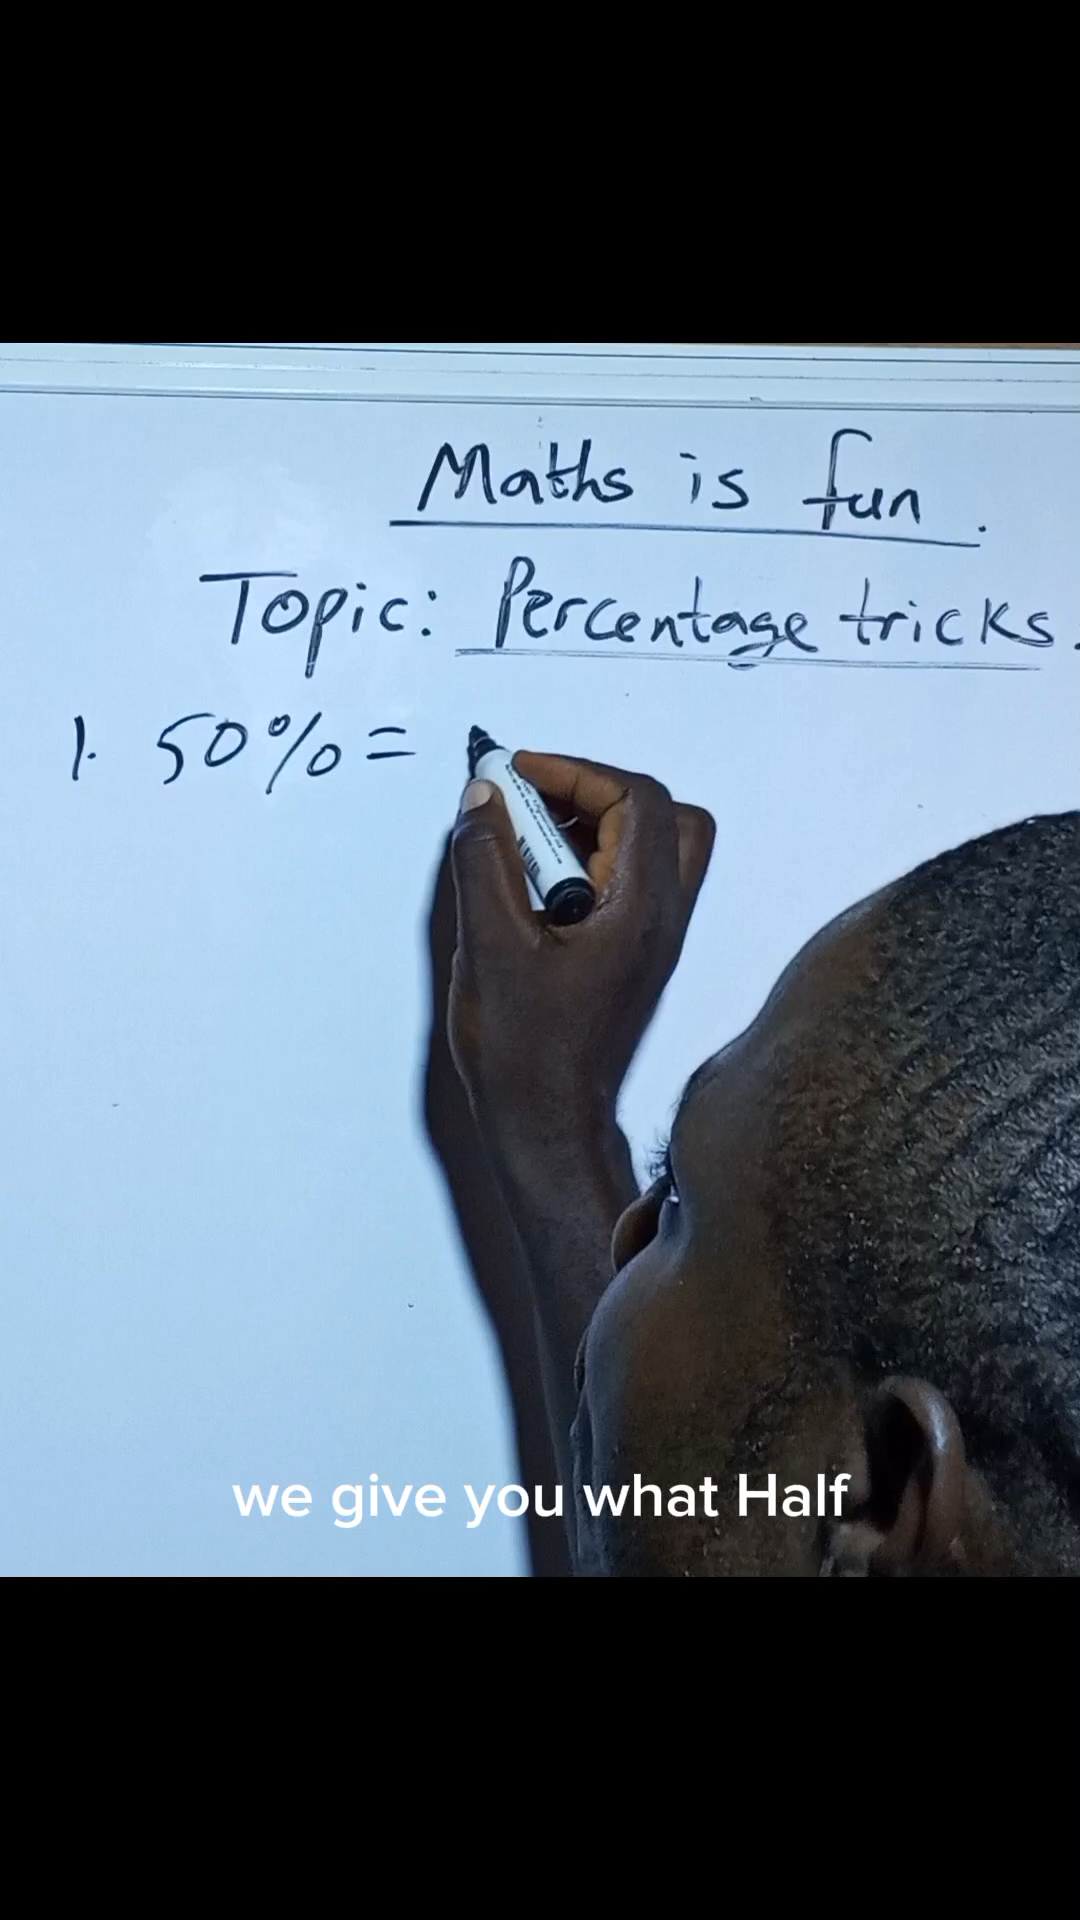 Maths is fun.
Topic: Percentage tricks.
1. 50% =
we give you what Half